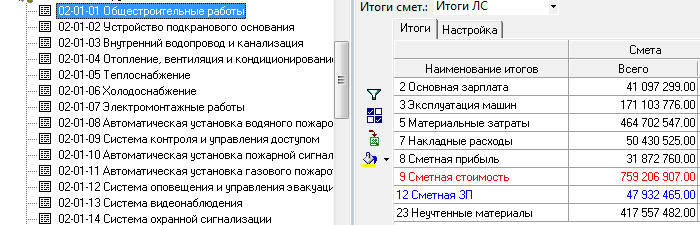 02-01-01 Общестроительные работы
02-01-02 Устройство подкранового основания
02-01-03 Внутренний водопровод и канализация
02-01-04 Отопление, вентиляция и кондиционирован
02-01-05 Теплоснабжение
02-01-06 Холодоснабжение
02-01-07 Электромонтажные работы
02-01-08 Автоматическая установка водяного пожаро
02-01-09 Система контроля и управления доступом
02-01-10 Автоматическая установка пожарной сигнал
02-01-11 Автоматическая установка газового пожарот
02-01-12 Система оповещения и управления эвакуац
02-01-13 Система видеонаблюдения
02-01-14 Система охранной сигнализации
Итоги смет.: Итоги ЛС
Итоги Настройка
Смета
Наименование итогов Всего
2 Основная зарплата 41 097 299.00
3 Эксплуатация машин 171 103 776.00
5 Материальные затраты 464 702 547.00
7 Накладные расходы 50 430 525.00
8 Сметная прибыль 31 872 760.00
9 Сметная стоимость 759 206 907.00
12 Сметная ЗП 47 932 465.00
23 Неучтенные материалы 417 557 482.00